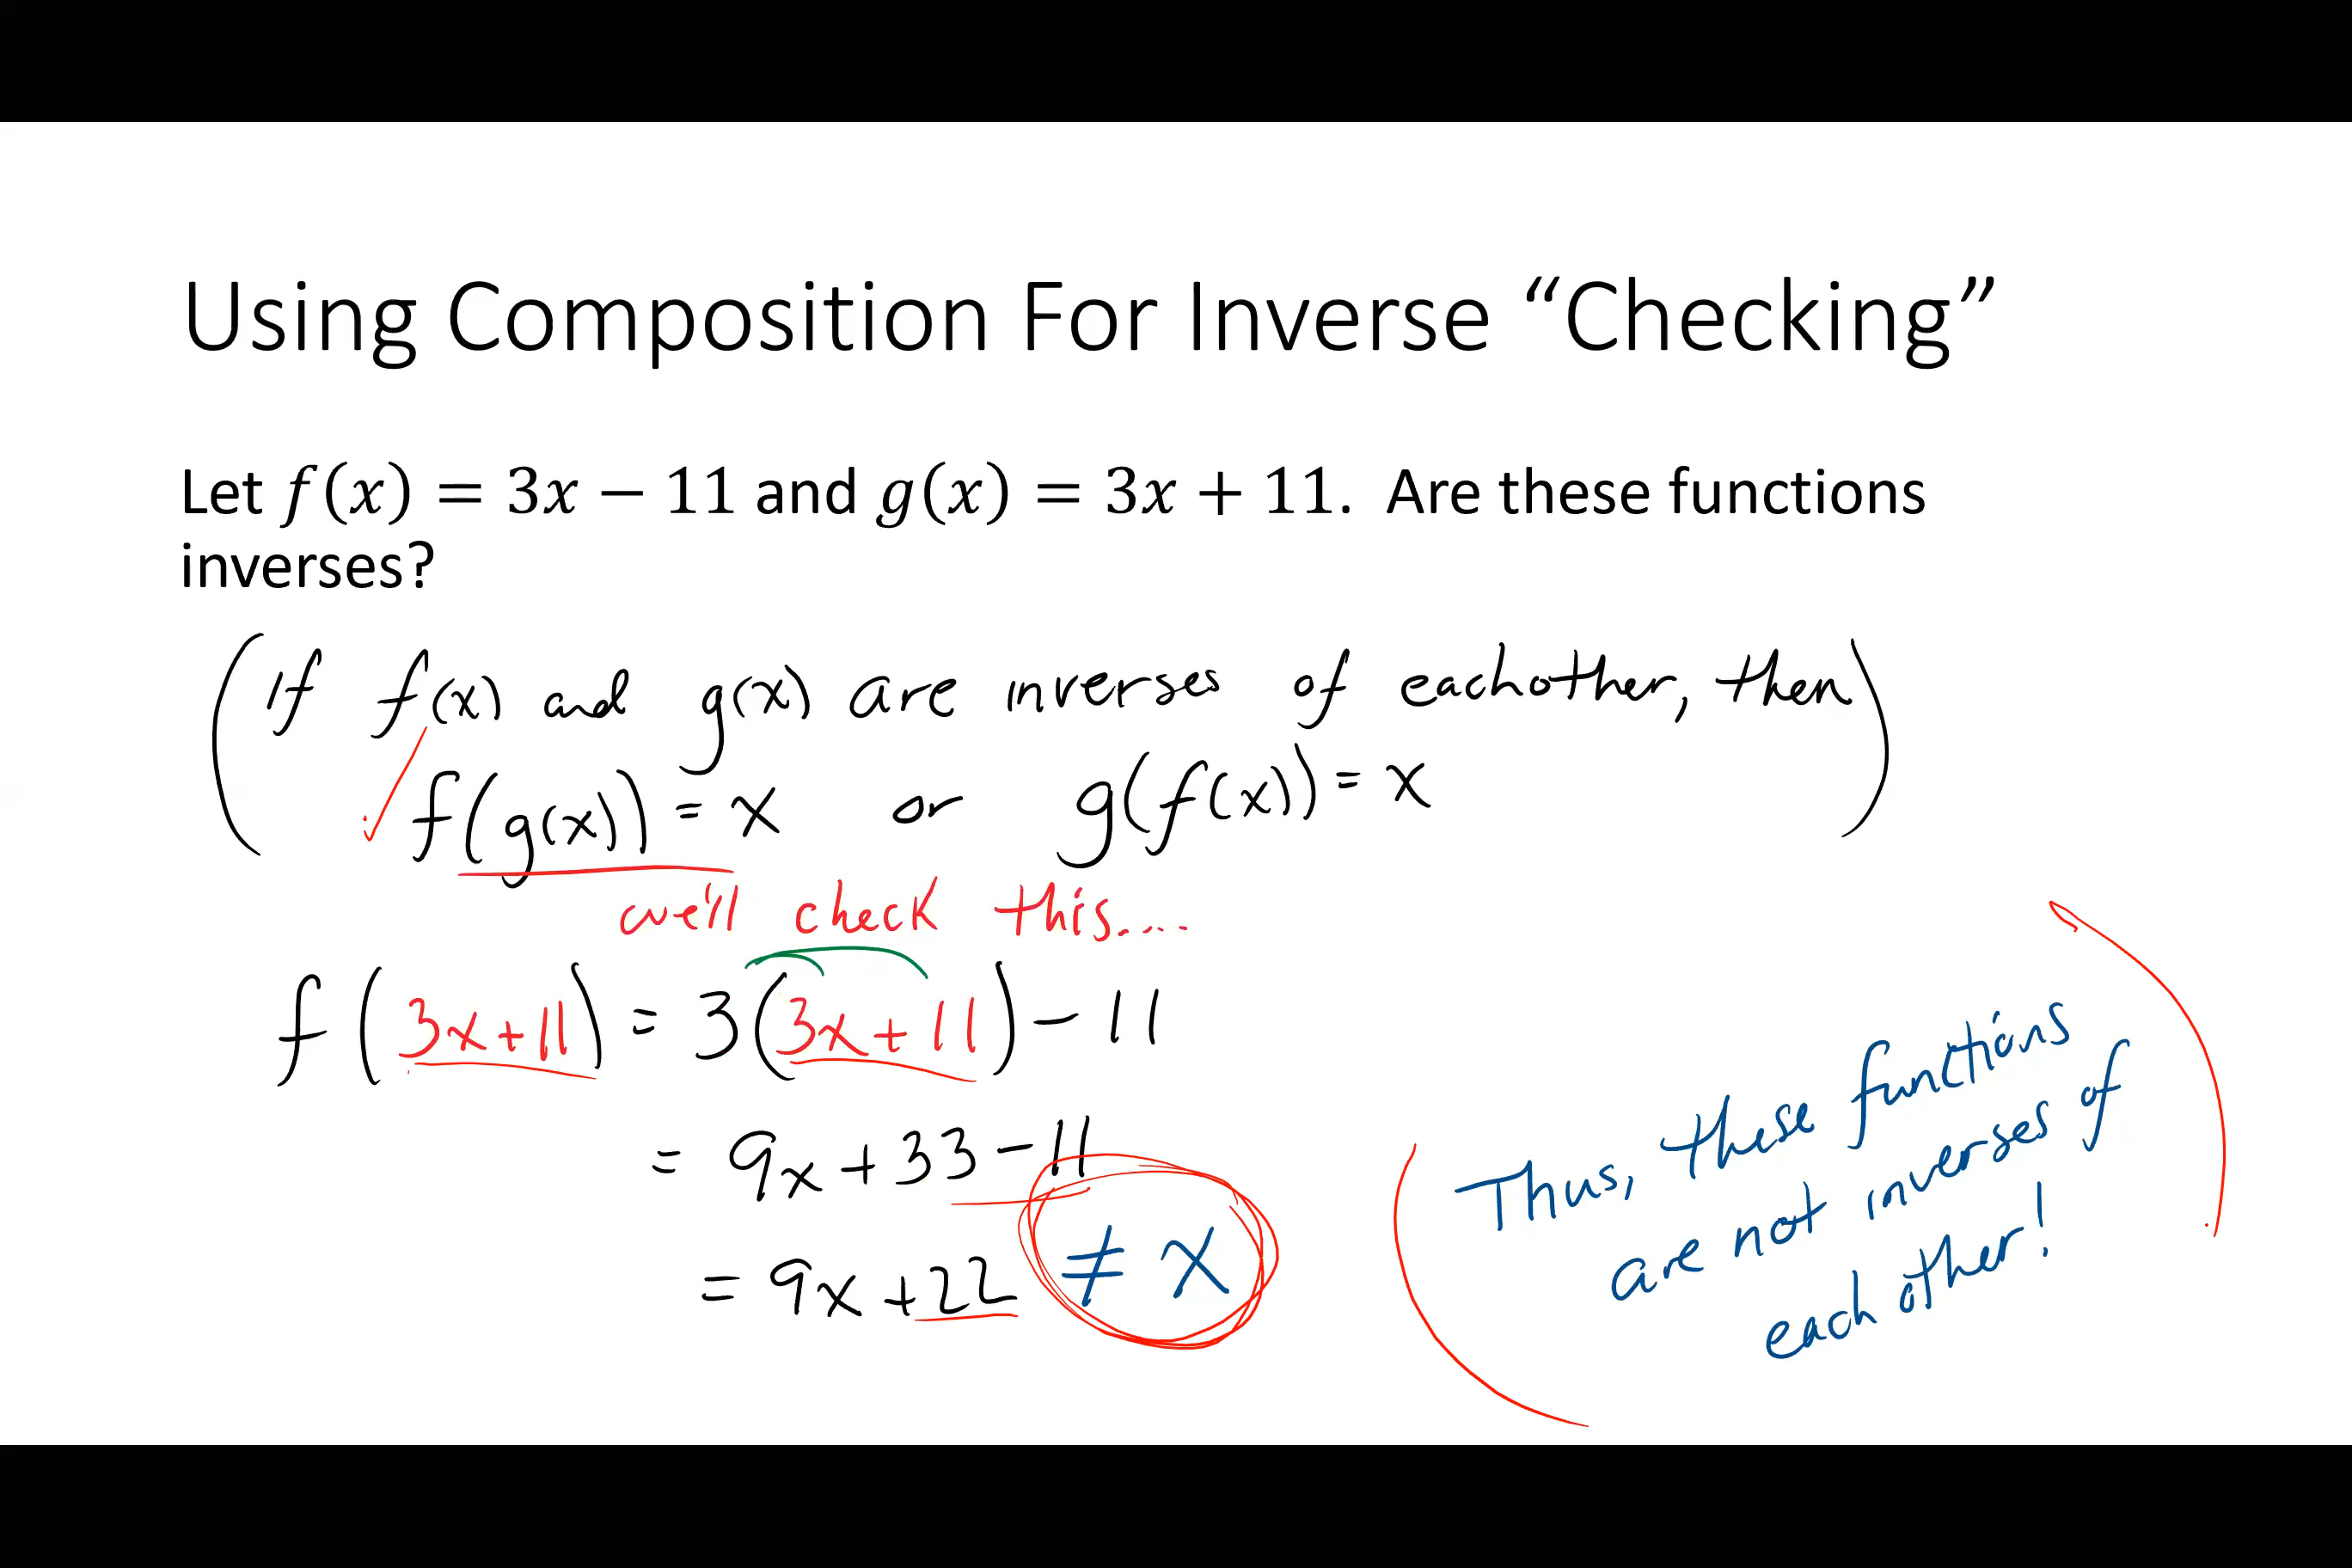 Using Composition For Inverse “Checking”
Let f(x) = 3x − 11 and g(x) = 3x + 11. Are these functions
inverses?
(If f(x) and g(x) are inverses of eachother, then)
f(g(x)) = x or g(f(x)) = x
we'll check this....
f(3x+11) = 3(3x+11) − 11
= 9x + 33 − 11
= 9x + 22 ≠ x
Thus, these functions
are not inverses of
each other!